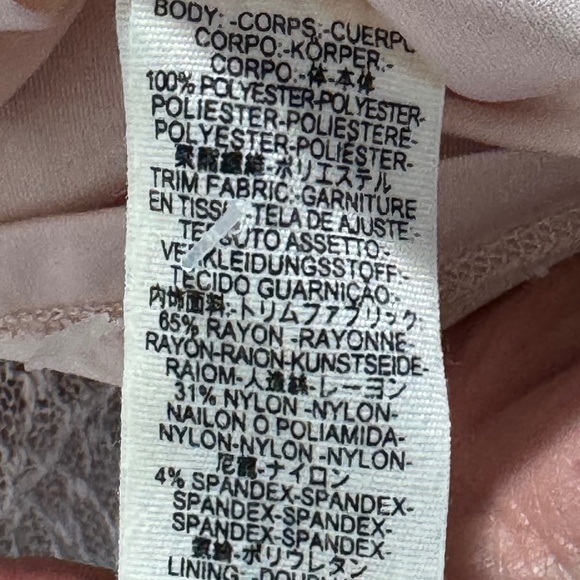 BODY: -CORPS:-CUERPO
CORPO:-KÖRPER.-
CORPO:-体-本体
100% POLYESTER-POLYESTER-
POLIESTER-POLIESTERE-
POLYESTER-POLIESTER-
聚酯纖維-ポリエステル
TRIM FABRIC:-GARNITURE
EN TISSU -TELA DE AJUSTE-
TESSUTO ASSETTO:-
VERKLEIDUNGSSTOFF:-
TECIDO GUARNIÇAO:-
内饰面料:-トリムファブリック:
65% RAYON -RAYONNE-
RAYON-RAION-KUNSTSEIDE-
RAIOM-人造絲-レーヨン
31% NYLON -NYLON-
NAILON O POLIAMIDA-
NYLON-NYLON -NYLON-
尼龍-ナイロン
4% SPANDEX-SPANDEX-
SPANDEX-SPANDEX-
SPANDEX-SPANDEX-
氨綸-ポリウレタン
LINING: